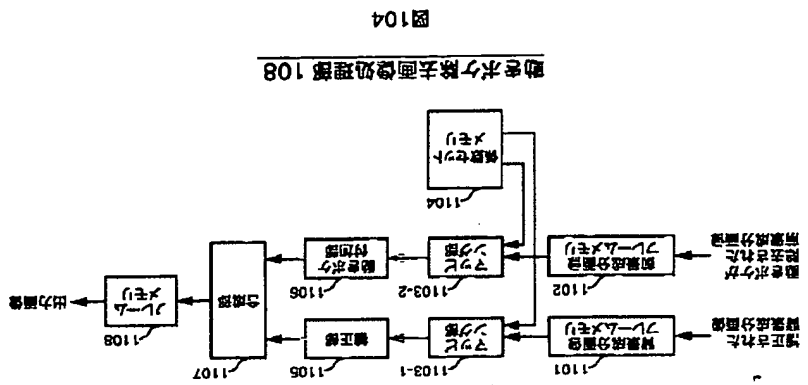 補正された
背景成分画像
1101
背景成分画像
フレームメモリ
1103-1
マッピ
ング部
1105
補正部
1107
合成部
1108
フレーム
メモリ
出力画像
動きボケが
除去された
前景成分画像
1102
前景成分画像
フレームメモリ
1103-2
マッピ
ング部
1106
動きボケ
付加部
1104
係数セット
メモリ
動きボケ除去画像処理部 108
図104